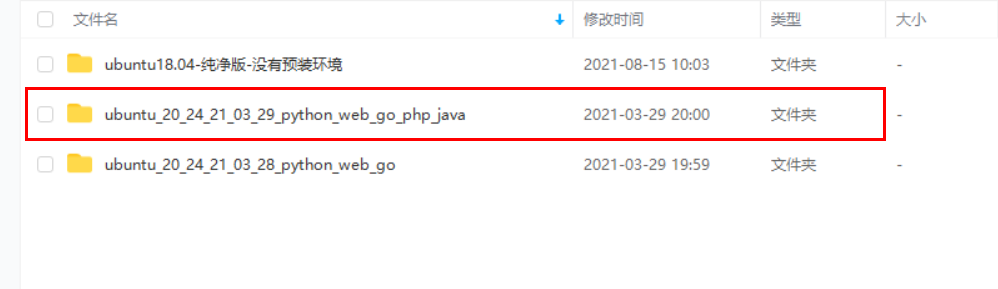 文件名 修改时间 类型 大小
ubuntu18.04-纯净版-没有预装环境 2021-08-15 10:03 文件夹 -
ubuntu_20_24_21_03_29_python_web_go_php_java 2021-03-29 20:00 文件夹 -
ubuntu_20_24_21_03_28_python_web_go 2021-03-29 19:59 文件夹 -